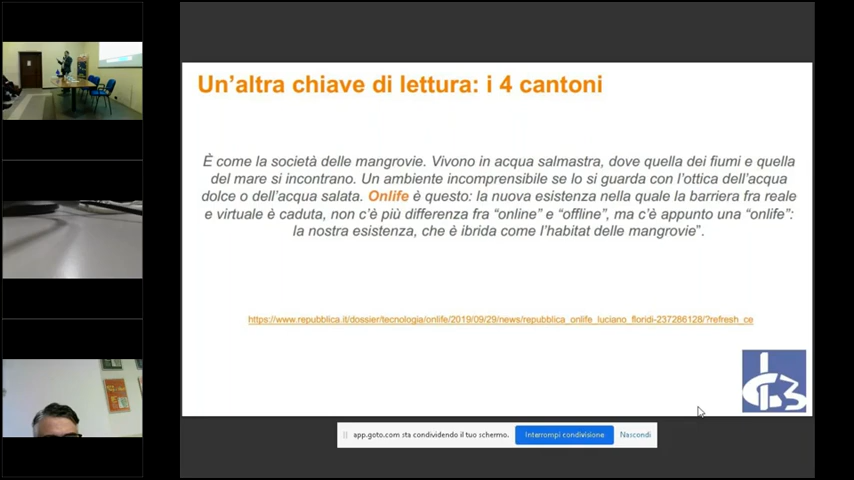 Un’altra chiave di lettura: i 4 cantoni
È come la società delle mangrovie. Vivono in acqua salmastra, dove quella dei fiumi e quella
del mare si incontrano. Un ambiente incomprensibile se lo si guarda con l’ottica dell’acqua
dolce o dell’acqua salata. Onlife è questo: la nuova esistenza nella quale la barriera fra reale
e virtuale è caduta, non c’è più differenza fra “online” e “offline”, ma c’è appunto una “onlife”:
la nostra esistenza, che è ibrida come l’habitat delle mangrovie”.
https://www.repubblica.it/dossier/tecnologia/onlife/2019/09/29/news/repubblica_onlife_luciano_floridi-237286128/?refresh_ce
app.goto.com sta condividendo il tuo schermo. Interrompi condivisione Nascondi